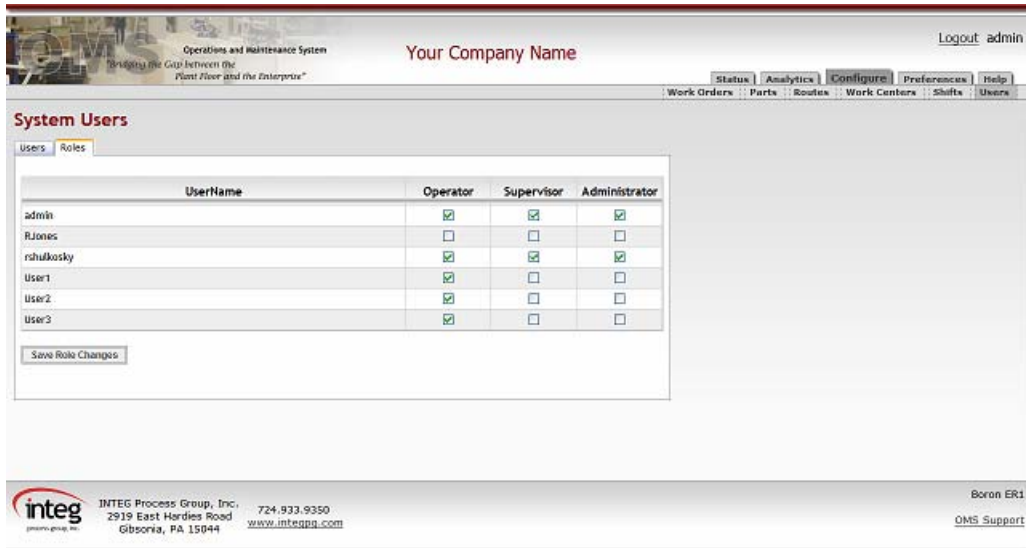 OMS
Operations and Maintenance System
"Bridging the Gap between the
Plant Floor and the Enterprise"
Your Company Name
Logout admin
Status Analytics Configure Preferences Help
Work Orders Parts Routes Work Centers Shifts Users
System Users
Users Roles
UserName Operator Supervisor Administrator
admin
RJones
rshulkosky
User1
User2
User3
Save Role Changes
integ
process group, inc.
INTEG Process Group, Inc.
2919 East Hardies Road
Gibsonia, PA 15044
724.933.9350
www.integpg.com
Boron ER1
OMS Support